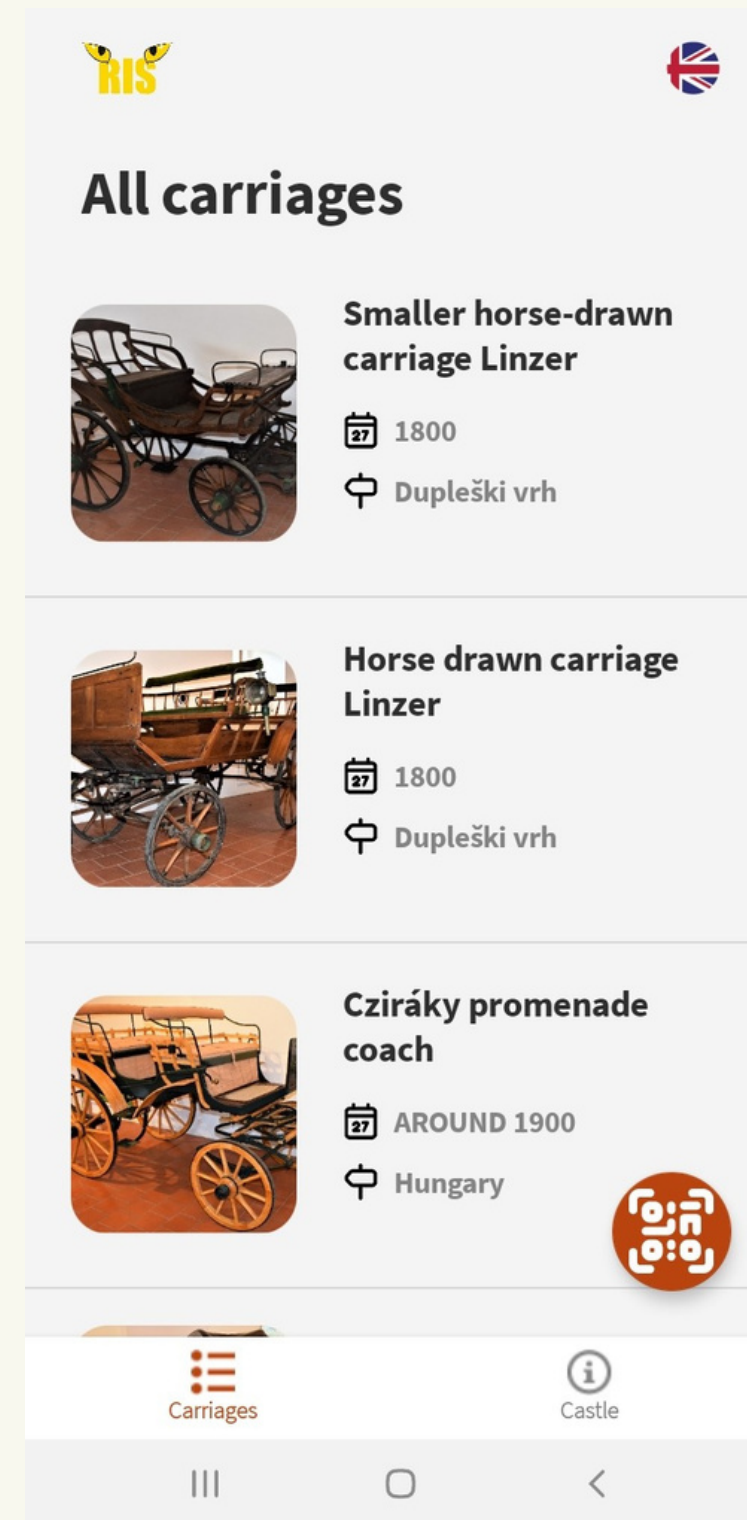 RIS
All carriages
Smaller horse-drawn
carriage Linzer
27 1800
Dupleški vrh
Horse drawn carriage
Linzer
27 1800
Dupleški vrh
Cziráky promenade
coach
27 AROUND 1900
Hungary
Carriages
Castle